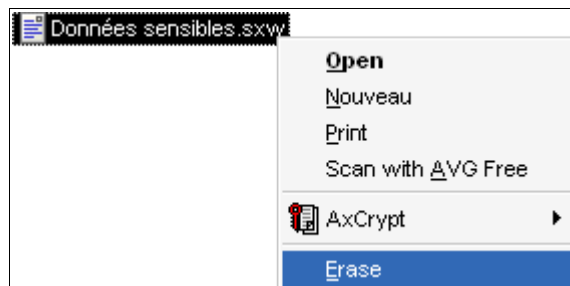 Données sensibles.sxw
Open
Nouveau
Print
Scan with AVG Free
AxCrypt
Erase